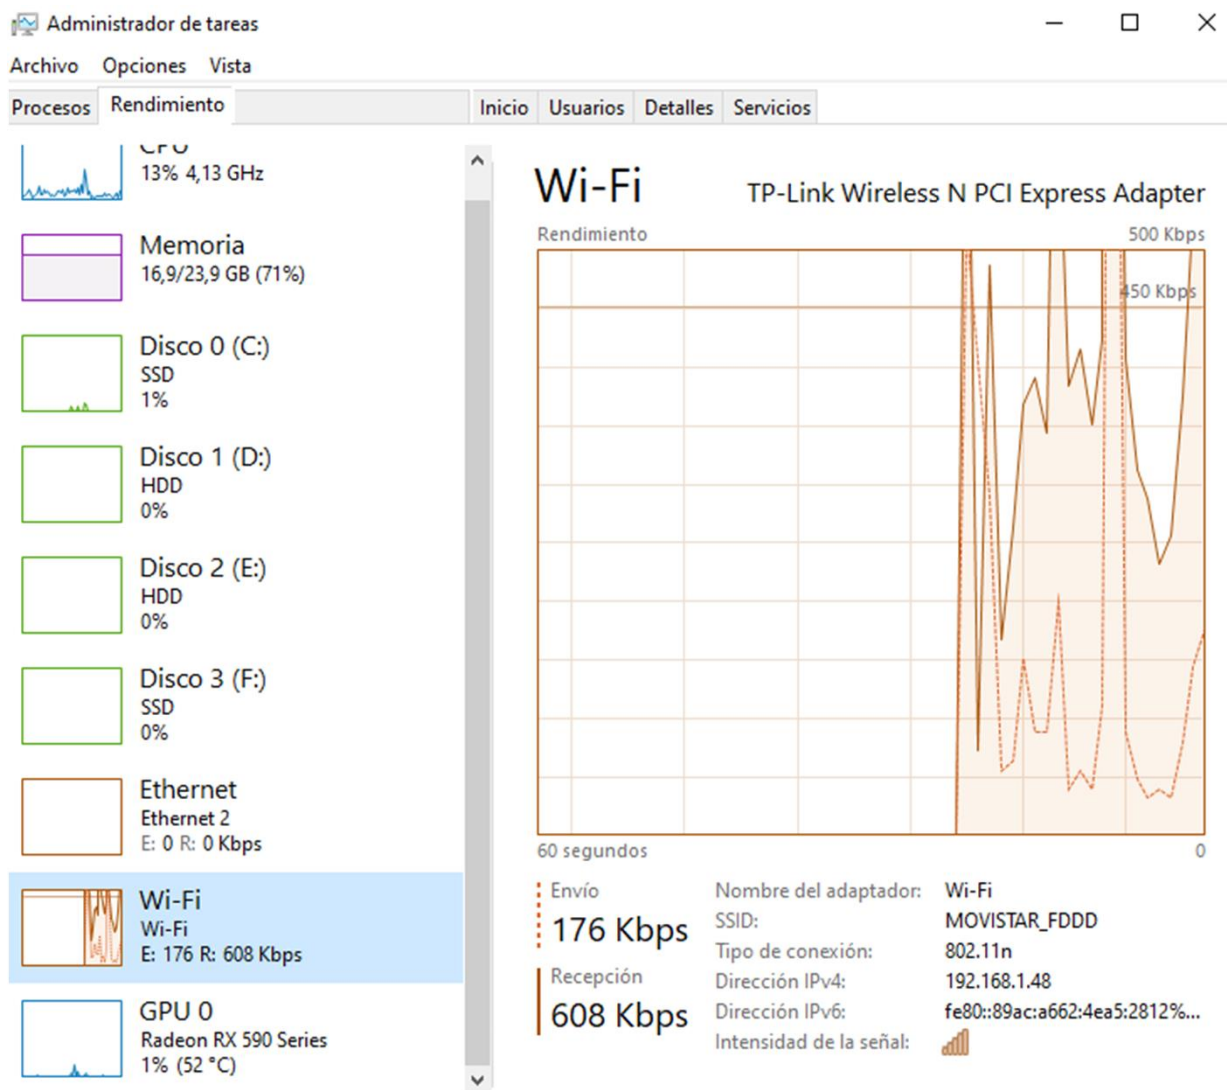 Administrador de tareas
Archivo Opciones Vista
Procesos Rendimiento Inicio Usuarios Detalles Servicios
CPU
13% 4,13 GHz
Memoria
16,9/23,9 GB (71%)
Disco 0 (C:)
SSD
1%
Disco 1 (D:)
HDD
0%
Disco 2 (E:)
HDD
0%
Disco 3 (F:)
SSD
0%
Ethernet
Ethernet 2
E: 0 R: 0 Kbps
Wi-Fi
Wi-Fi
E: 176 R: 608 Kbps
GPU 0
Radeon RX 590 Series
1% (52 °C)
Wi-Fi TP-Link Wireless N PCI Express Adapter
Rendimiento 500 Kbps
450 Kbps
60 segundos 0
Envío
176 Kbps
Recepción
608 Kbps
Nombre del adaptador: Wi-Fi
SSID: MOVISTAR_FDDD
Tipo de conexión: 802.11n
Dirección IPv4: 192.168.1.48
Dirección IPv6: fe80::89ac:a662:4ea5:2812%...
Intensidad de la señal: